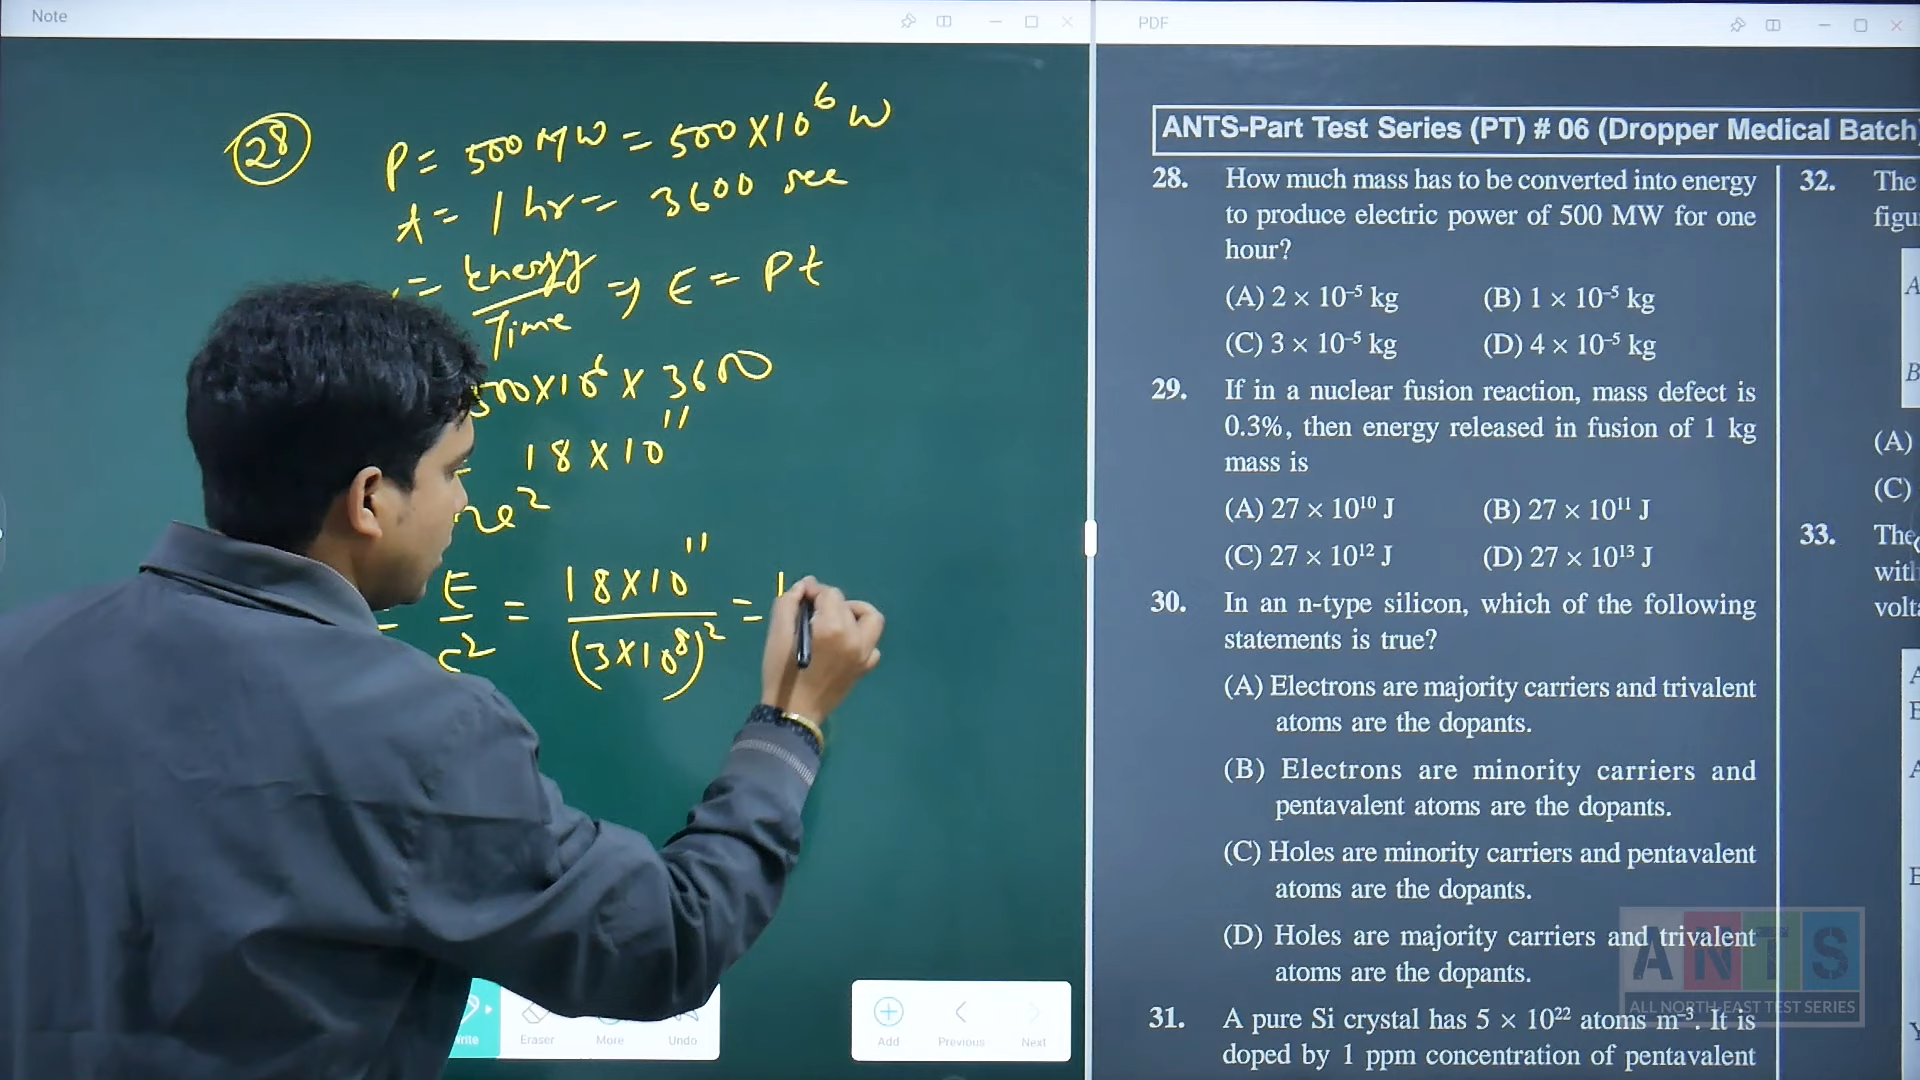 Note
28
P = 500 MW = 500 X 10⁶ W
t = 1 hr = 3600 sec
= Energy / Time ⇒ E = Pt
500 X 10⁶ X 3600
= 18 X 10¹¹
c²
= E / c² = 18 X 10¹¹ / (3 X 10⁸)² = 1
Eraser
More
Undo
Add
Previous
Next
PDF
ANTS-Part Test Series (PT) # 06 (Dropper Medical Batch)
28. How much mass has to be converted into energy
to produce electric power of 500 MW for one
hour?
(A) 2 × 10⁻⁵ kg (B) 1 × 10⁻⁵ kg
(C) 3 × 10⁻⁵ kg (D) 4 × 10⁻⁵ kg
29. If in a nuclear fusion reaction, mass defect is
0.3%, then energy released in fusion of 1 kg
mass is
(A) 27 × 10¹⁰ J (B) 27 × 10¹¹ J
(C) 27 × 10¹² J (D) 27 × 10¹³ J
30. In an n-type silicon, which of the following
statements is true?
(A) Electrons are majority carriers and trivalent
atoms are the dopants.
(B) Electrons are minority carriers and
pentavalent atoms are the dopants.
(C) Holes are minority carriers and pentavalent
atoms are the dopants.
(D) Holes are majority carriers and trivalent
atoms are the dopants.
31. A pure Si crystal has 5 × 10²² atoms m⁻³. It is
doped by 1 ppm concentration of pentavalent
32. The
figu
A
B
(A)
(C)
33. The
with
volta
A
ANTS
ALL NORTH-EAST TEST SERIES